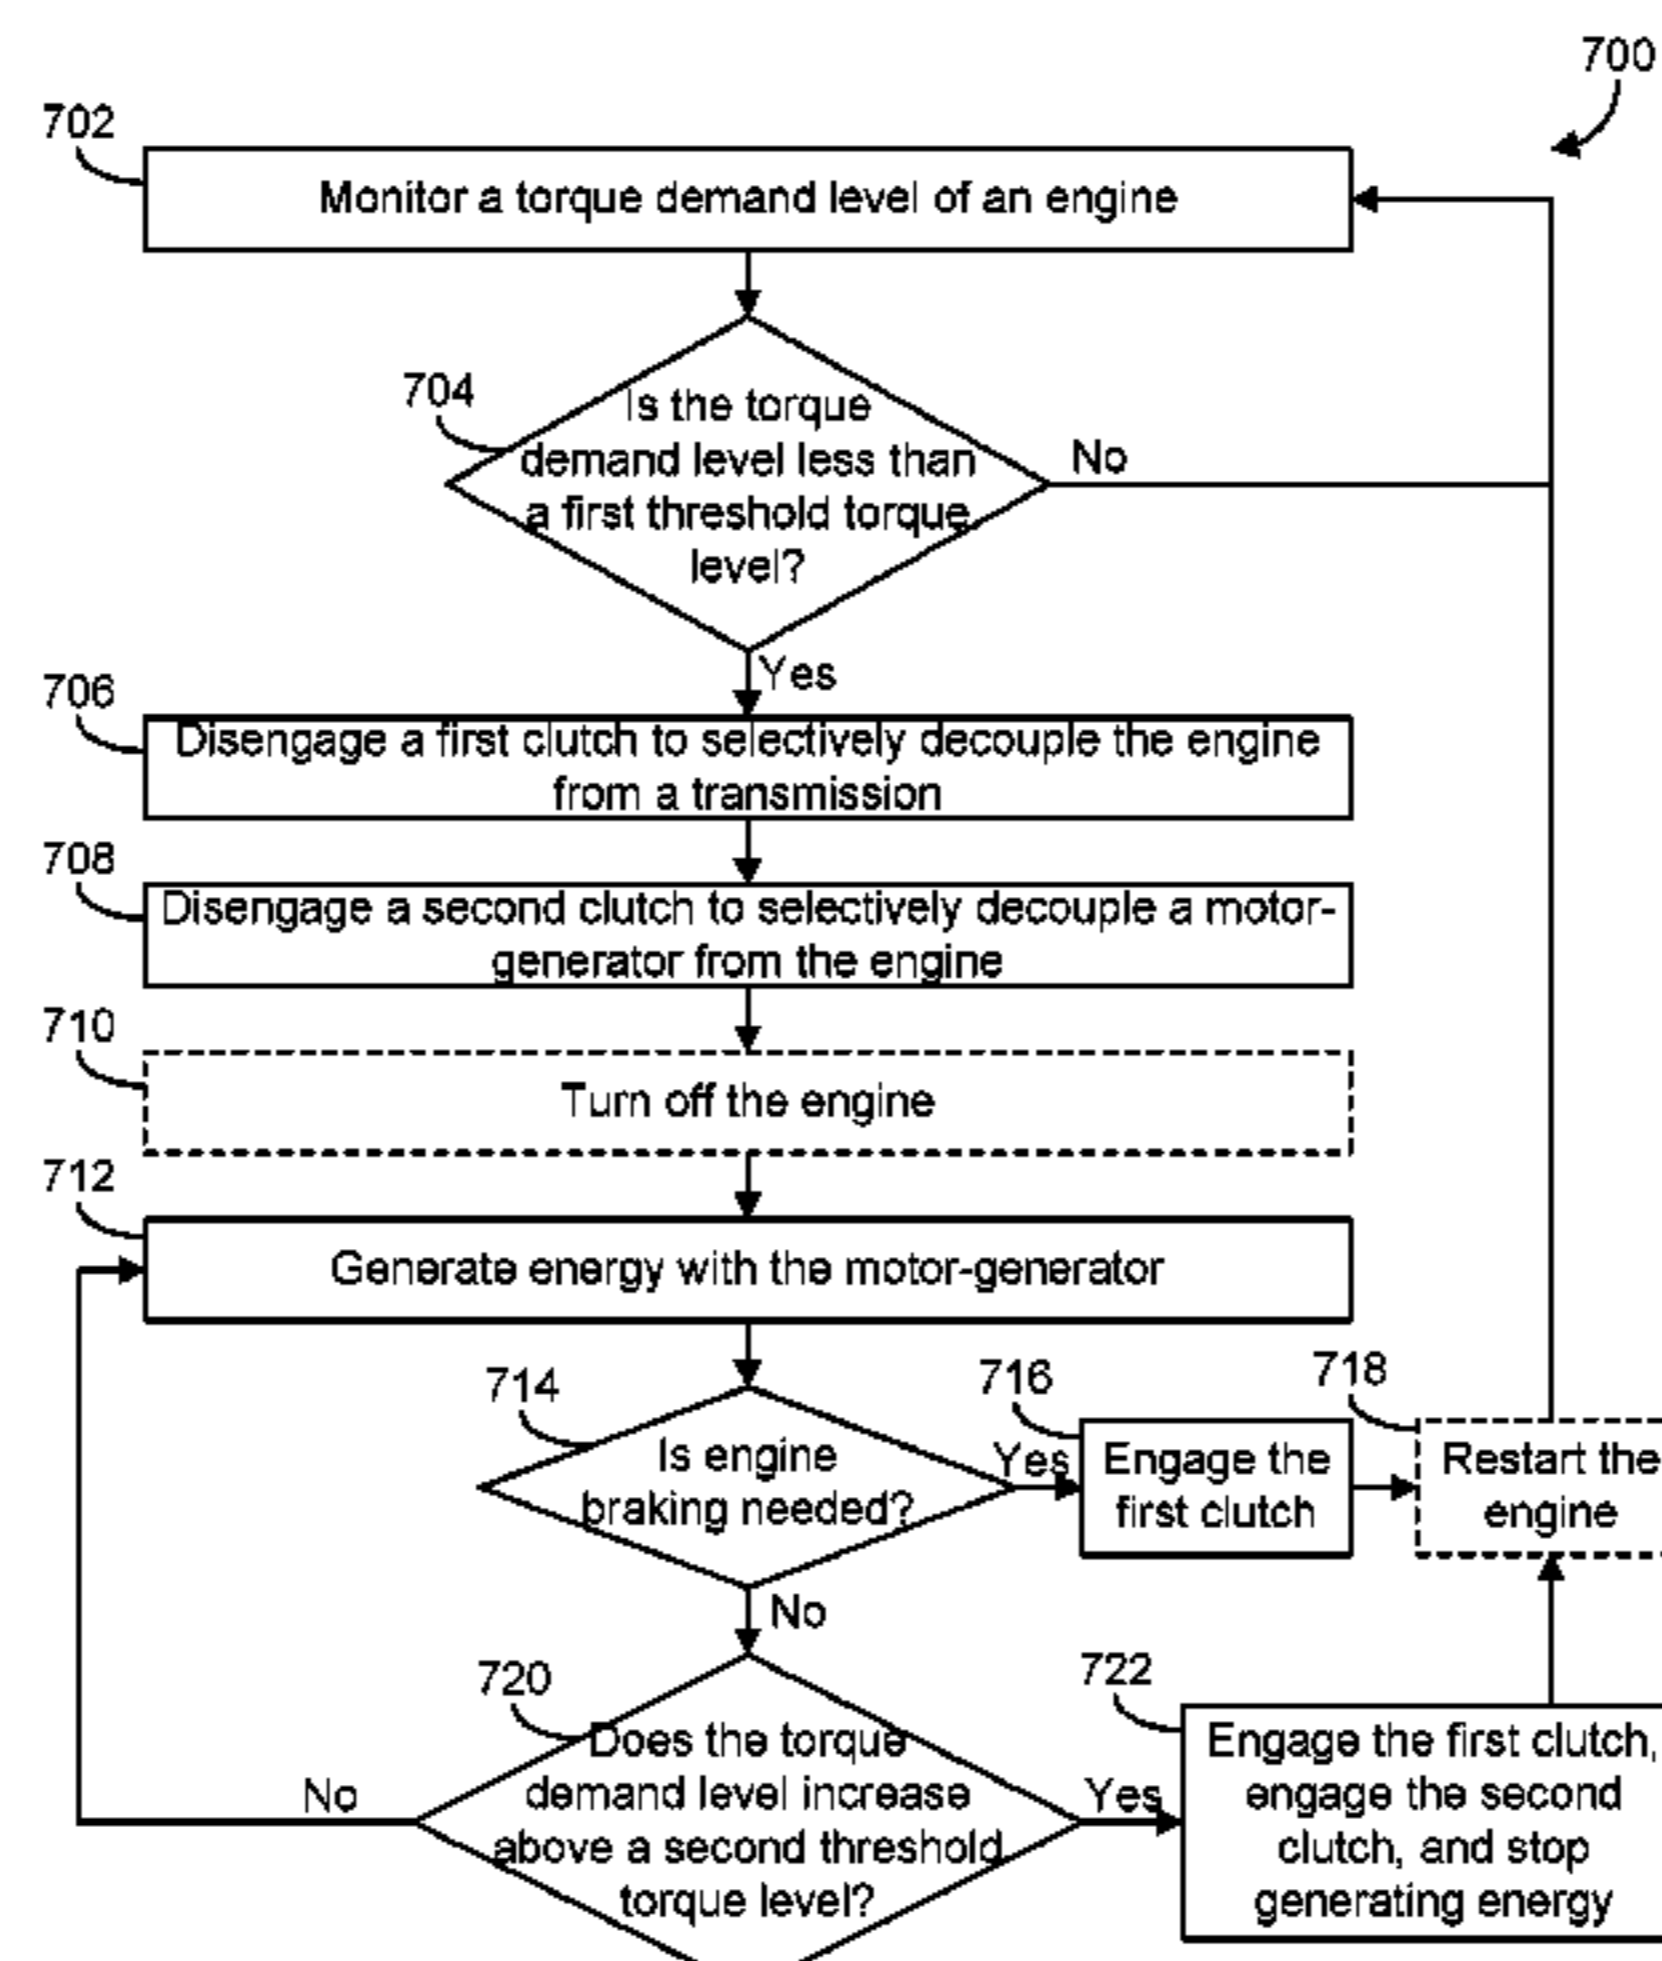 700
702
Monitor a torque demand level of an engine
704
Is the torque
demand level less than
a first threshold torque
level?
No
Yes
706
Disengage a first clutch to selectively decouple the engine
from a transmission
708
Disengage a second clutch to selectively decouple a motor-
generator from the engine
710
Turn off the engine
712
Generate energy with the motor-generator
714
Is engine
braking needed?
Yes
716
Engage the
first clutch
718
Restart the
engine
No
720
Does the torque
demand level increase
above a second threshold
torque level?
No
Yes
722
Engage the first clutch,
engage the second
clutch, and stop
generating energy